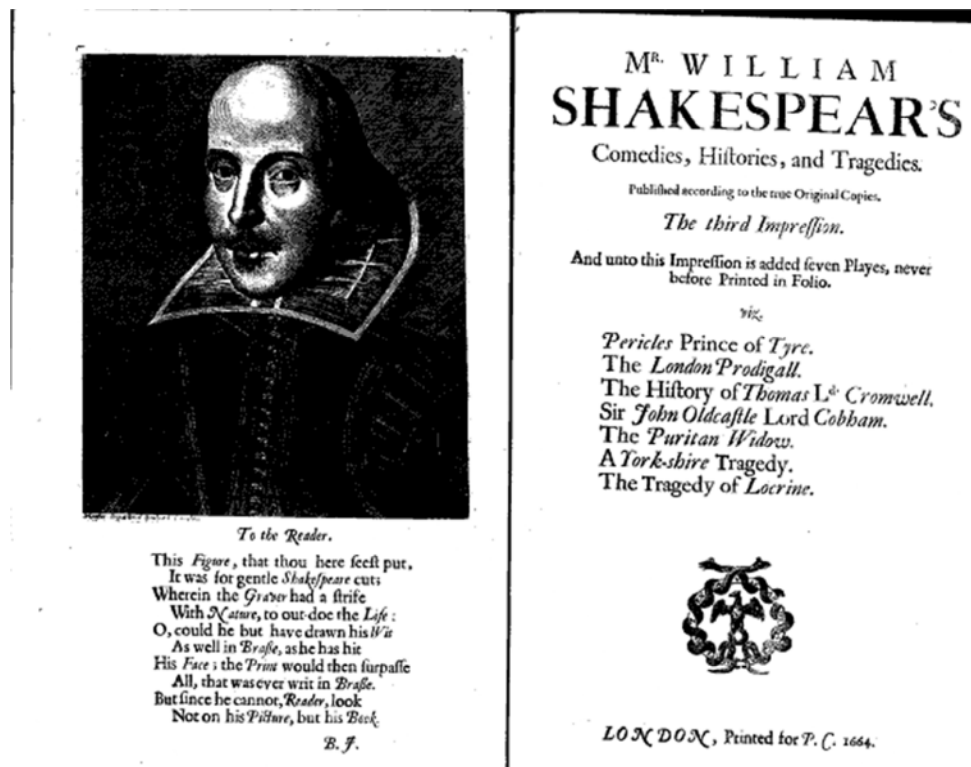 To the Reader.
This Figure, that thou here seeſt put,
It was for gentle Shakeſpeare cut;
Wherein the Graver had a ſtrife
With Nature, to out-doe the Life:
O, could he but have drawn his Wit
As well in Braſſe, as he has hit
His Face; the Print would then ſurpaſſe
All, that was ever writ in Braſſe.
But ſince he cannot, Reader, look
Not on his Picture, but his Book.
B. J.
Mr. WILLIAM
SHAKESPEAR'S
Comedies, Hiſtories, and Tragedies.
Publiſhed according to the true Original Copies.
The third Impreſſion.
And unto this Impreſſion is added ſeven Playes, never
before Printed in Folio.
viz.
Pericles Prince of Tyre.
The London Prodigall.
The Hiſtory of Thomas Ld. Cromwell.
Sir John Oldcaſtle Lord Cobham.
The Puritan Widow.
A York-shire Tragedy.
The Tragedy of Locrine.
LONDON, Printed for P. C. 1664.